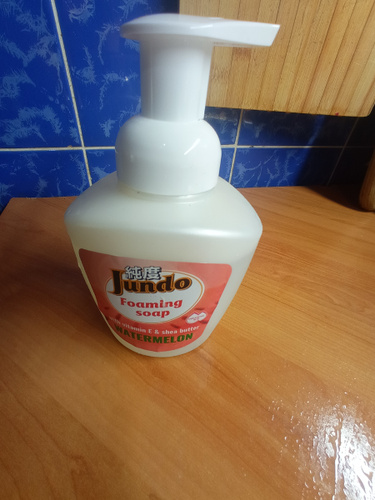 純度
Jundo
Foaming
soap
vitamin E & shea butter
WATERMELON